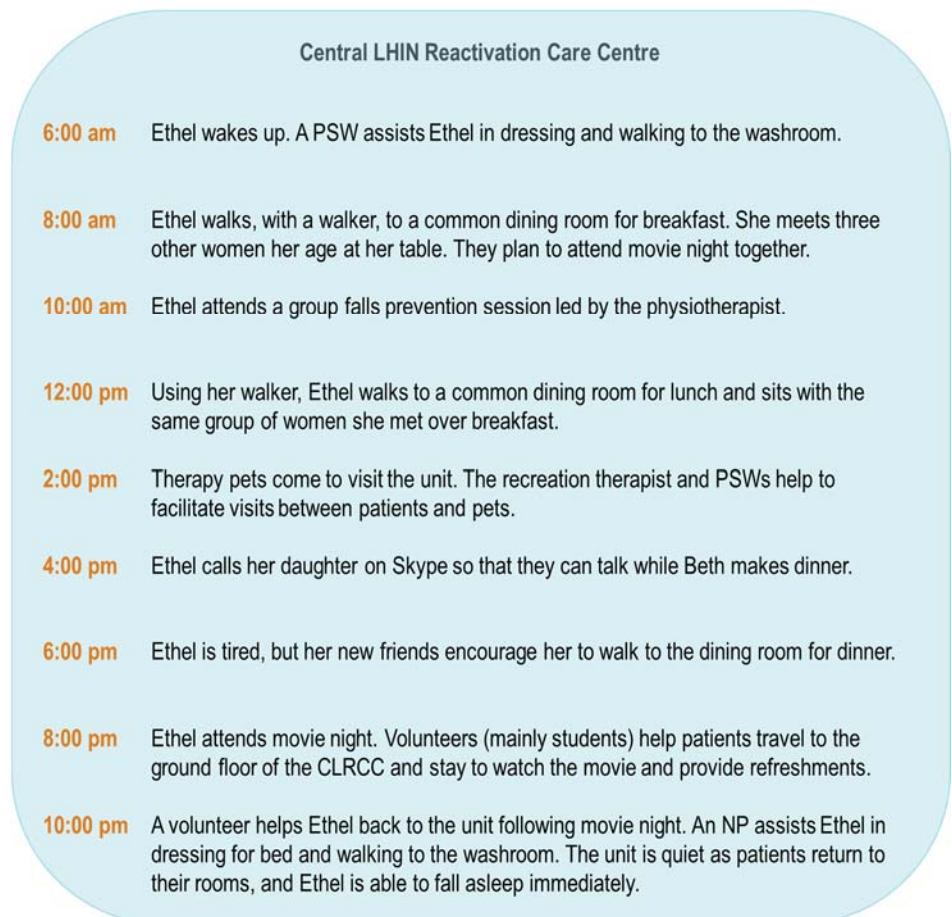 Central LHIN Reactivation Care Centre
6:00 am Ethel wakes up. A PSW assists Ethel in dressing and walking to the washroom.
8:00 am Ethel walks, with a walker, to a common dining room for breakfast. She meets three
other women her age at her table. They plan to attend movie night together.
10:00 am Ethel attends a group falls prevention session led by the physiotherapist.
12:00 pm Using her walker, Ethel walks to a common dining room for lunch and sits with the
same group of women she met over breakfast.
2:00 pm Therapy pets come to visit the unit. The recreation therapist and PSWs help to
facilitate visits between patients and pets.
4:00 pm Ethel calls her daughter on Skype so that they can talk while Beth makes dinner.
6:00 pm Ethel is tired, but her new friends encourage her to walk to the dining room for dinner.
8:00 pm Ethel attends movie night. Volunteers (mainly students) help patients travel to the
ground floor of the CLRCC and stay to watch the movie and provide refreshments.
10:00 pm A volunteer helps Ethel back to the unit following movie night. An NP assists Ethel in
dressing for bed and walking to the washroom. The unit is quiet as patients return to
their rooms, and Ethel is able to fall asleep immediately.